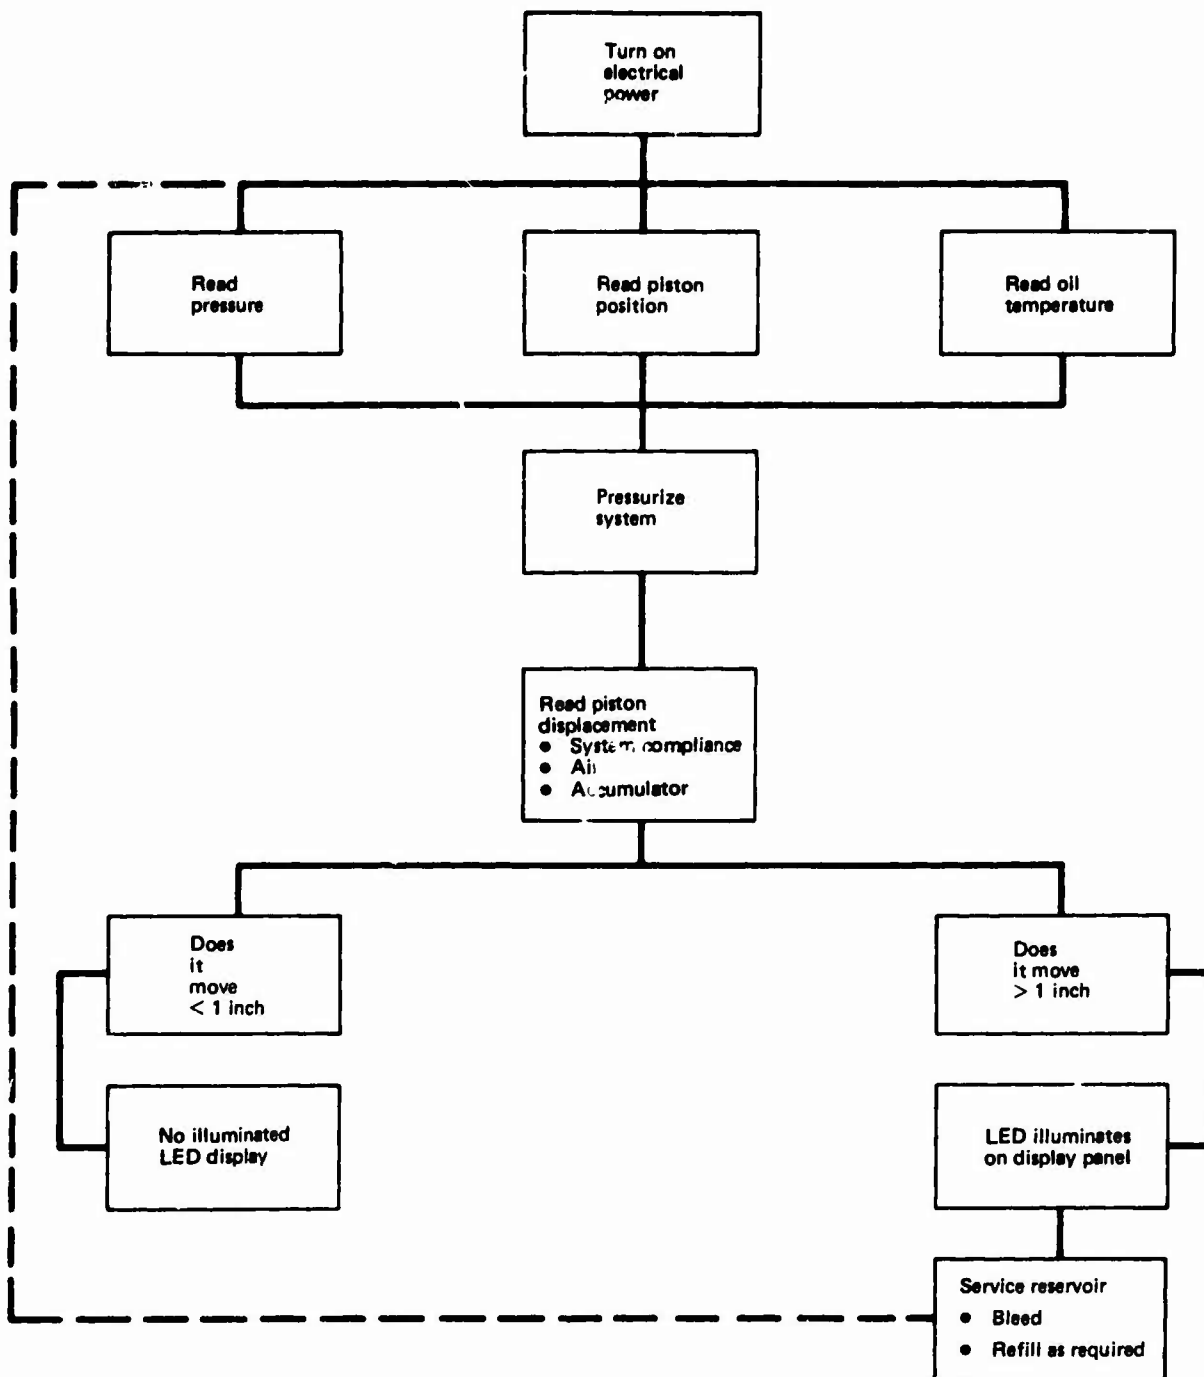 Turn on
electrical
power
Read
pressure
Read piston
position
Read oil
temperature
Pressurize
system
Read piston
displacement
• System compliance
• Air
• Accumulator
Does
it
move
< 1 inch
Does
it move
> 1 inch
No illuminated
LED display
LED illuminates
on display panel
Service reservoir
• Bleed
• Refill as required